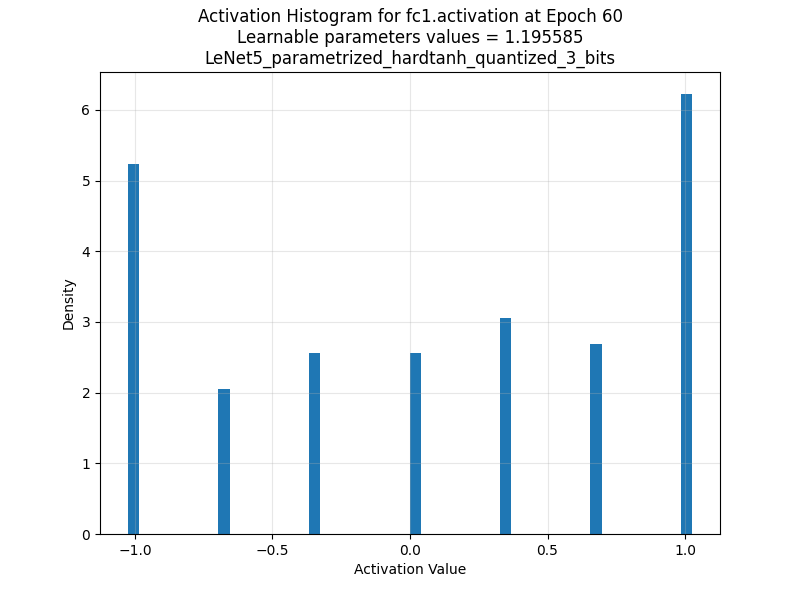 Activation Histogram for fc1.activation at Epoch 60
Learnable parameters values = 1.195585
LeNet5_parametrized_hardtanh_quantized_3_bits
6
5
4
3
2
1
0
Density
−1.0 −0.5 0.0 0.5 1.0
Activation Value